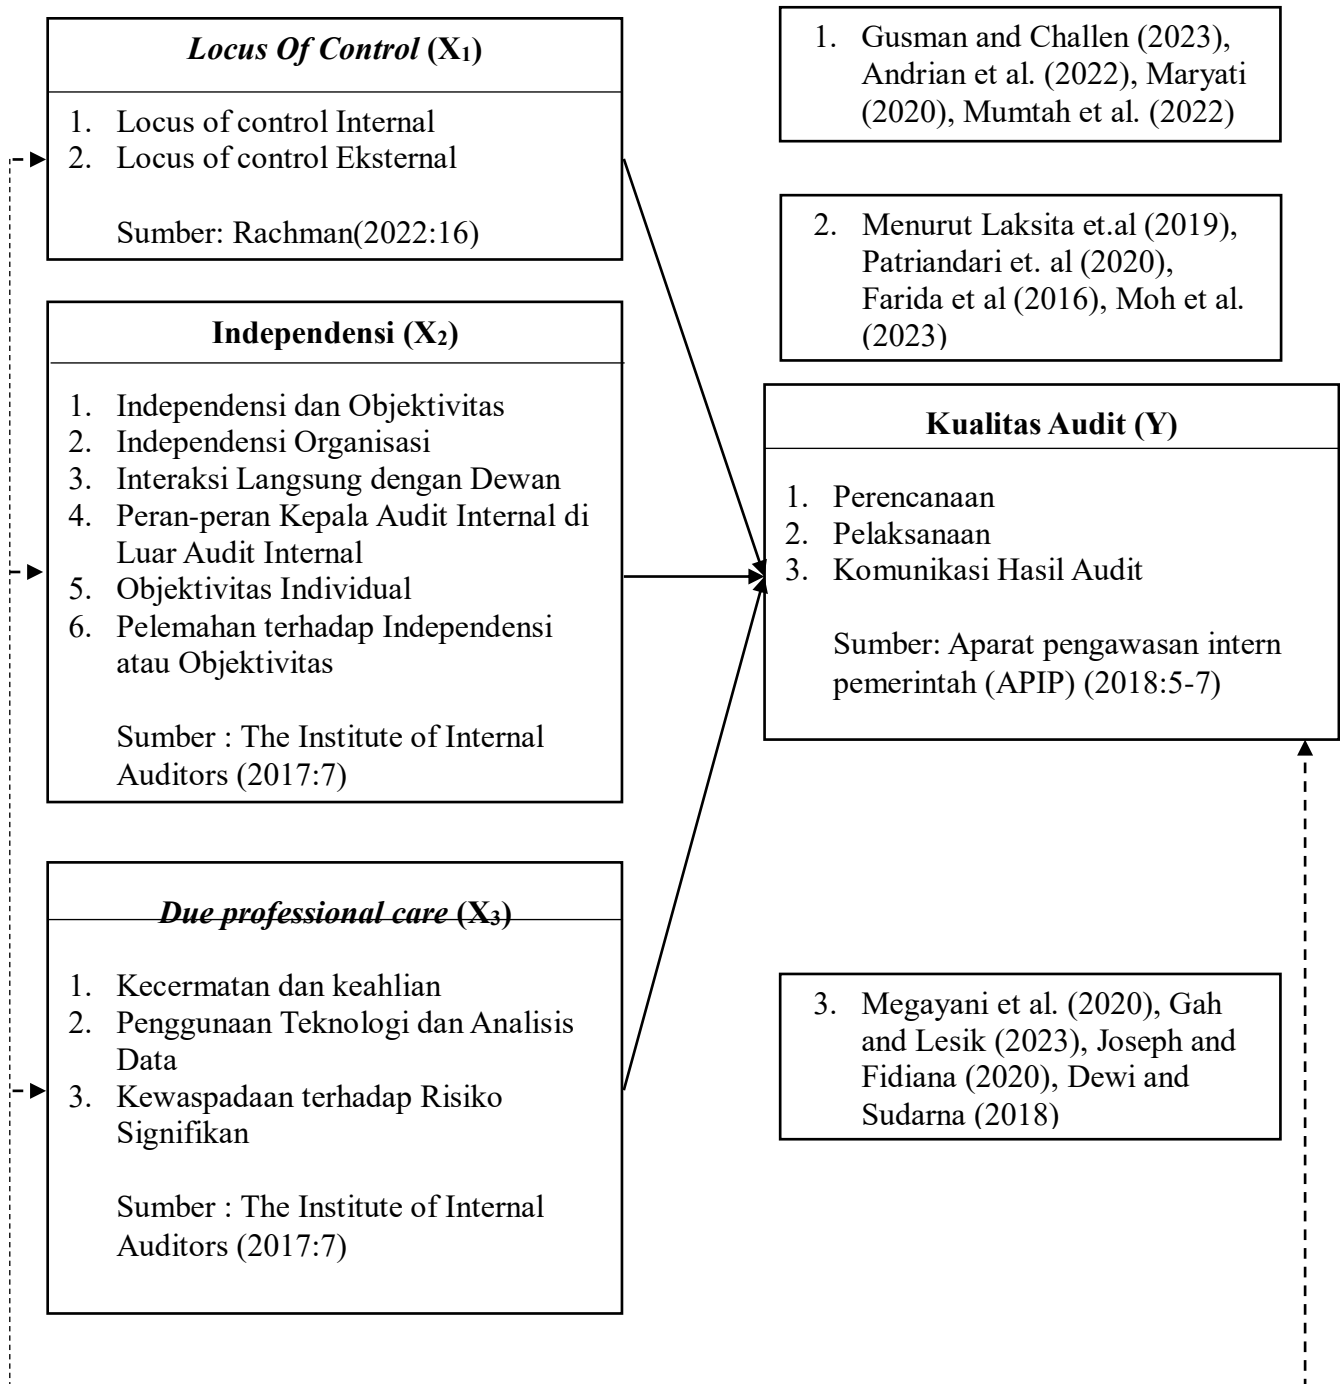 Locus Of Control (X₁)
1. Locus of control Internal
2. Locus of control Eksternal
Sumber: Rachman(2022:16)
Independensi (X₂)
1. Independensi dan Objektivitas
2. Independensi Organisasi
3. Interaksi Langsung dengan Dewan
4. Peran-peran Kepala Audit Internal di
Luar Audit Internal
5. Objektivitas Individual
6. Pelemahan terhadap Independensi
atau Objektivitas
Sumber : The Institute of Internal
Auditors (2017:7)
Due professional care (X₃)
1. Kecermatan dan keahlian
2. Penggunaan Teknologi dan Analisis
Data
3. Kewaspadaan terhadap Risiko
Signifikan
Sumber : The Institute of Internal
Auditors (2017:7)
1. Gusman and Challen (2023),
Andrian et al. (2022), Maryati
(2020), Mumtah et al. (2022)
2. Menurut Laksita et.al (2019),
Patriandari et. al (2020),
Farida et al (2016), Moh et al.
(2023)
Kualitas Audit (Y)
1. Perencanaan
2. Pelaksanaan
3. Komunikasi Hasil Audit
Sumber: Aparat pengawasan intern
pemerintah (APIP) (2018:5-7)
3. Megayani et al. (2020), Gah
and Lesik (2023), Joseph and
Fidiana (2020), Dewi and
Sudarna (2018)